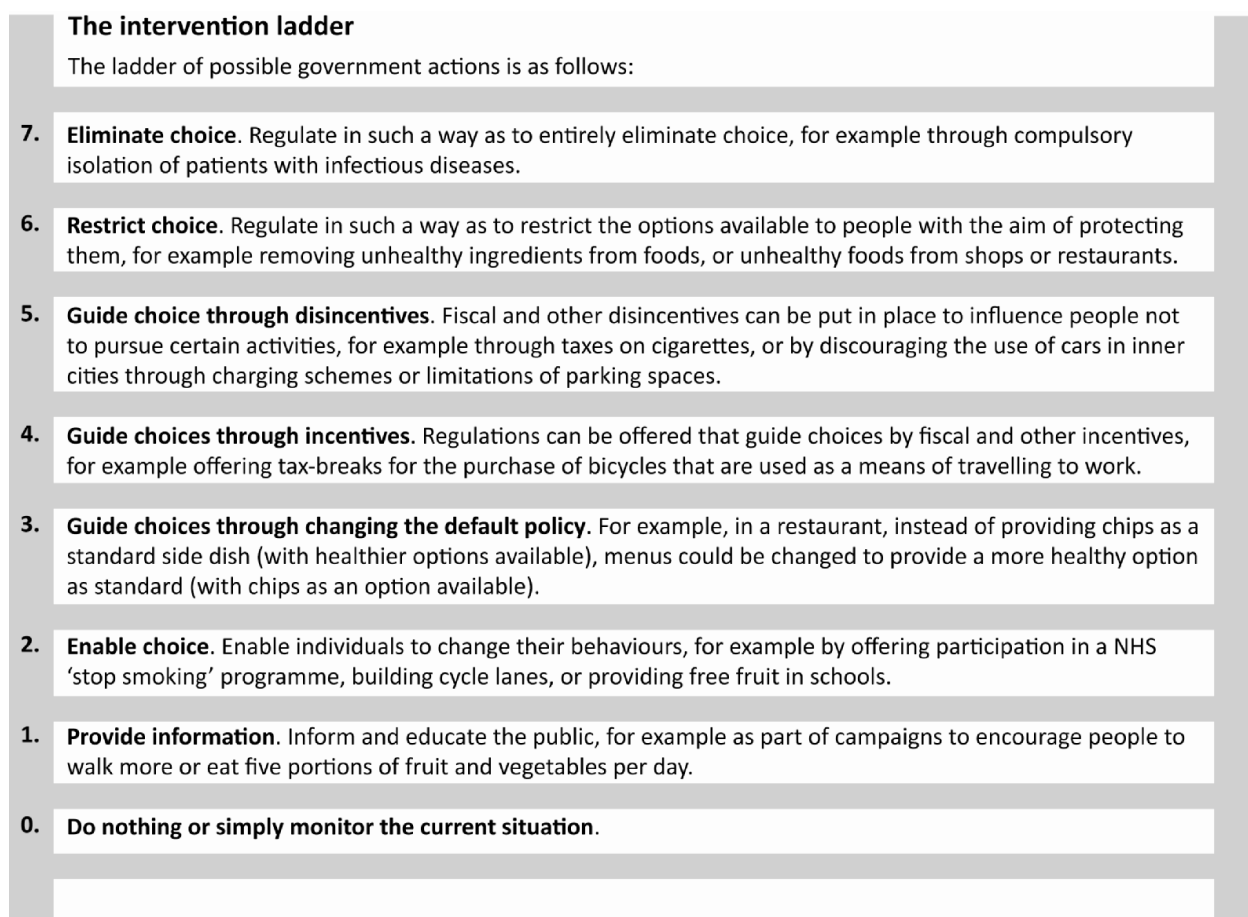 The intervention ladder
The ladder of possible government actions is as follows:
7. Eliminate choice. Regulate in such a way as to entirely eliminate choice, for example through compulsory
isolation of patients with infectious diseases.
6. Restrict choice. Regulate in such a way as to restrict the options available to people with the aim of protecting
them, for example removing unhealthy ingredients from foods, or unhealthy foods from shops or restaurants.
5. Guide choice through disincentives. Fiscal and other disincentives can be put in place to influence people not
to pursue certain activities, for example through taxes on cigarettes, or by discouraging the use of cars in inner
cities through charging schemes or limitations of parking spaces.
4. Guide choices through incentives. Regulations can be offered that guide choices by fiscal and other incentives,
for example offering tax-breaks for the purchase of bicycles that are used as a means of travelling to work.
3. Guide choices through changing the default policy. For example, in a restaurant, instead of providing chips as a
standard side dish (with healthier options available), menus could be changed to provide a more healthy option
as standard (with chips as an option available).
2. Enable choice. Enable individuals to change their behaviours, for example by offering participation in a NHS
‘stop smoking’ programme, building cycle lanes, or providing free fruit in schools.
1. Provide information. Inform and educate the public, for example as part of campaigns to encourage people to
walk more or eat five portions of fruit and vegetables per day.
0. Do nothing or simply monitor the current situation.